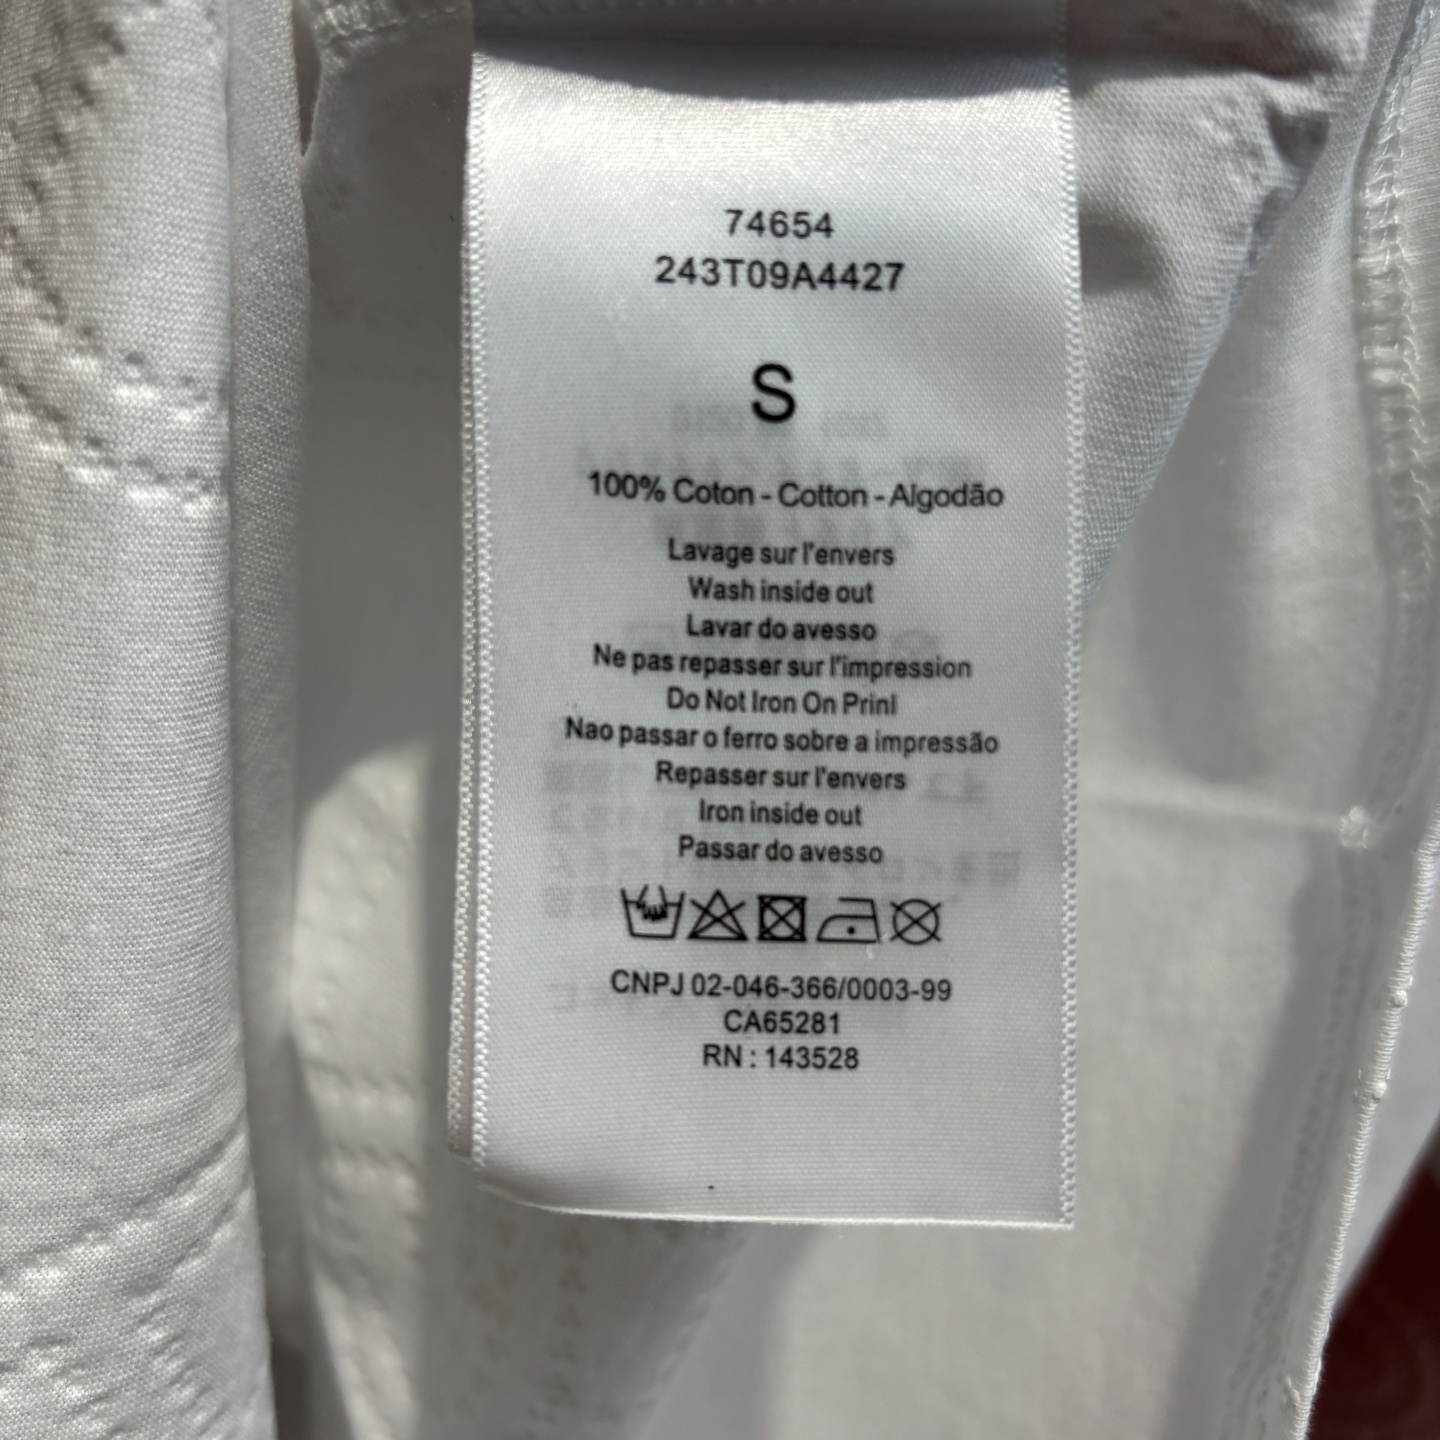 74654
243T09A4427
S
100% Coton - Cotton - Algodão
Lavage sur l'envers
Wash inside out
Lavar do avesso
Ne pas repasser sur l'impression
Do Not Iron On Prinl
Nao passar o ferro sobre a impressão
Repasser sur l'envers
Iron inside out
Passar do avesso
CNPJ 02-046-366/0003-99
CA65281
RN : 143528